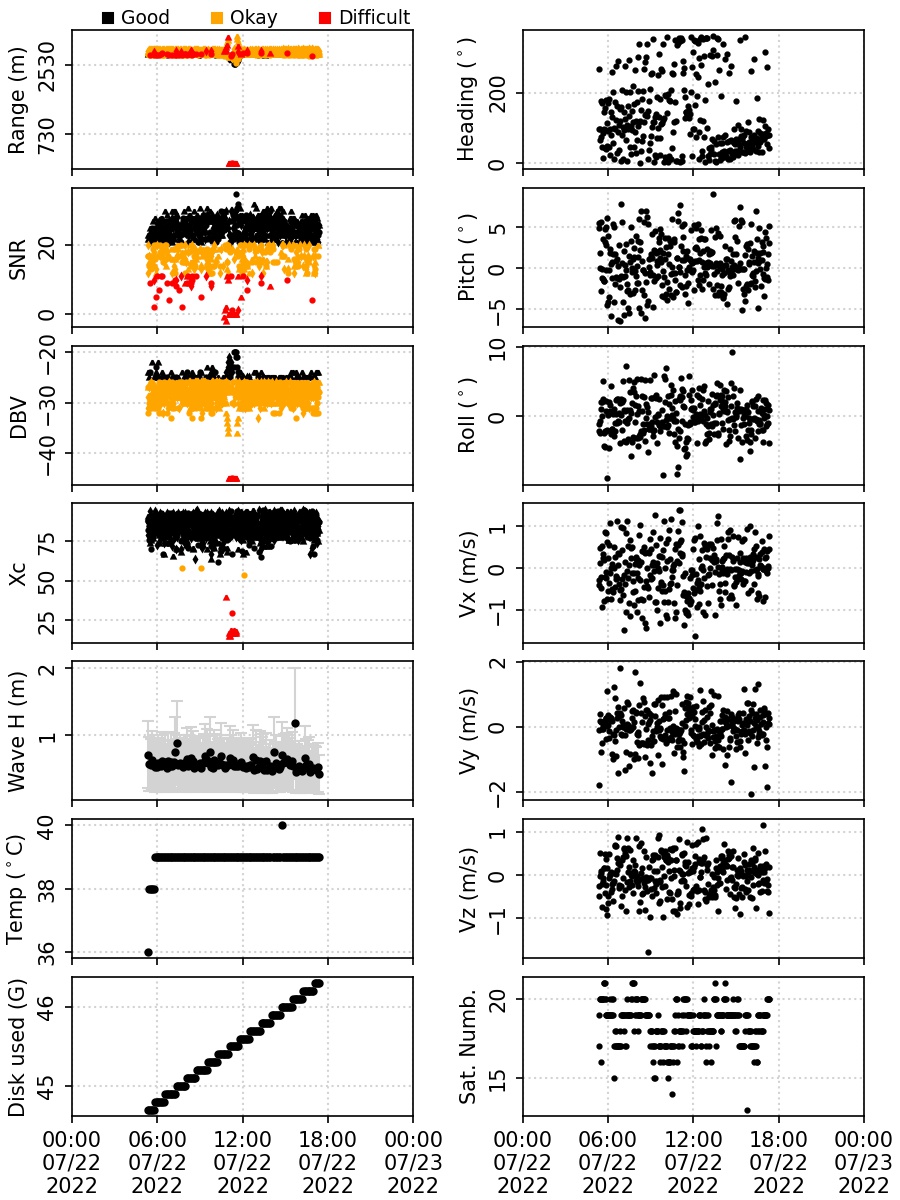 Good Okay Difficult
Range (m)
2530
730
Heading (°)
200
0
SNR
20
0
Pitch (°)
5
0
−5
DBV
−20
−30
−40
Roll (°)
10
0
Xc
75
50
25
Vx (m/s)
1
0
−1
Wave H (m)
2
1
Vy (m/s)
2
0
−2
Temp (°C)
40
38
36
Vz (m/s)
1
0
−1
Disk used (G)
46
45
Sat. Numb.
20
15
00:00 06:00 12:00 18:00 00:00
07/22 07/22 07/22 07/22 07/23
2022 2022 2022 2022 2022
00:00 06:00 12:00 18:00 00:00
07/22 07/22 07/22 07/22 07/23
2022 2022 2022 2022 2022